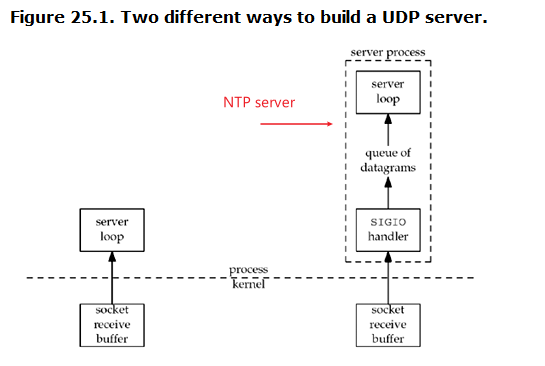 Figure 25.1. Two different ways to build a UDP server.
server process
server
loop
NTP server
queue of
datagrams
server
loop
SIGIO
handler
process
kernel
socket
receive
buffer
socket
receive
buffer